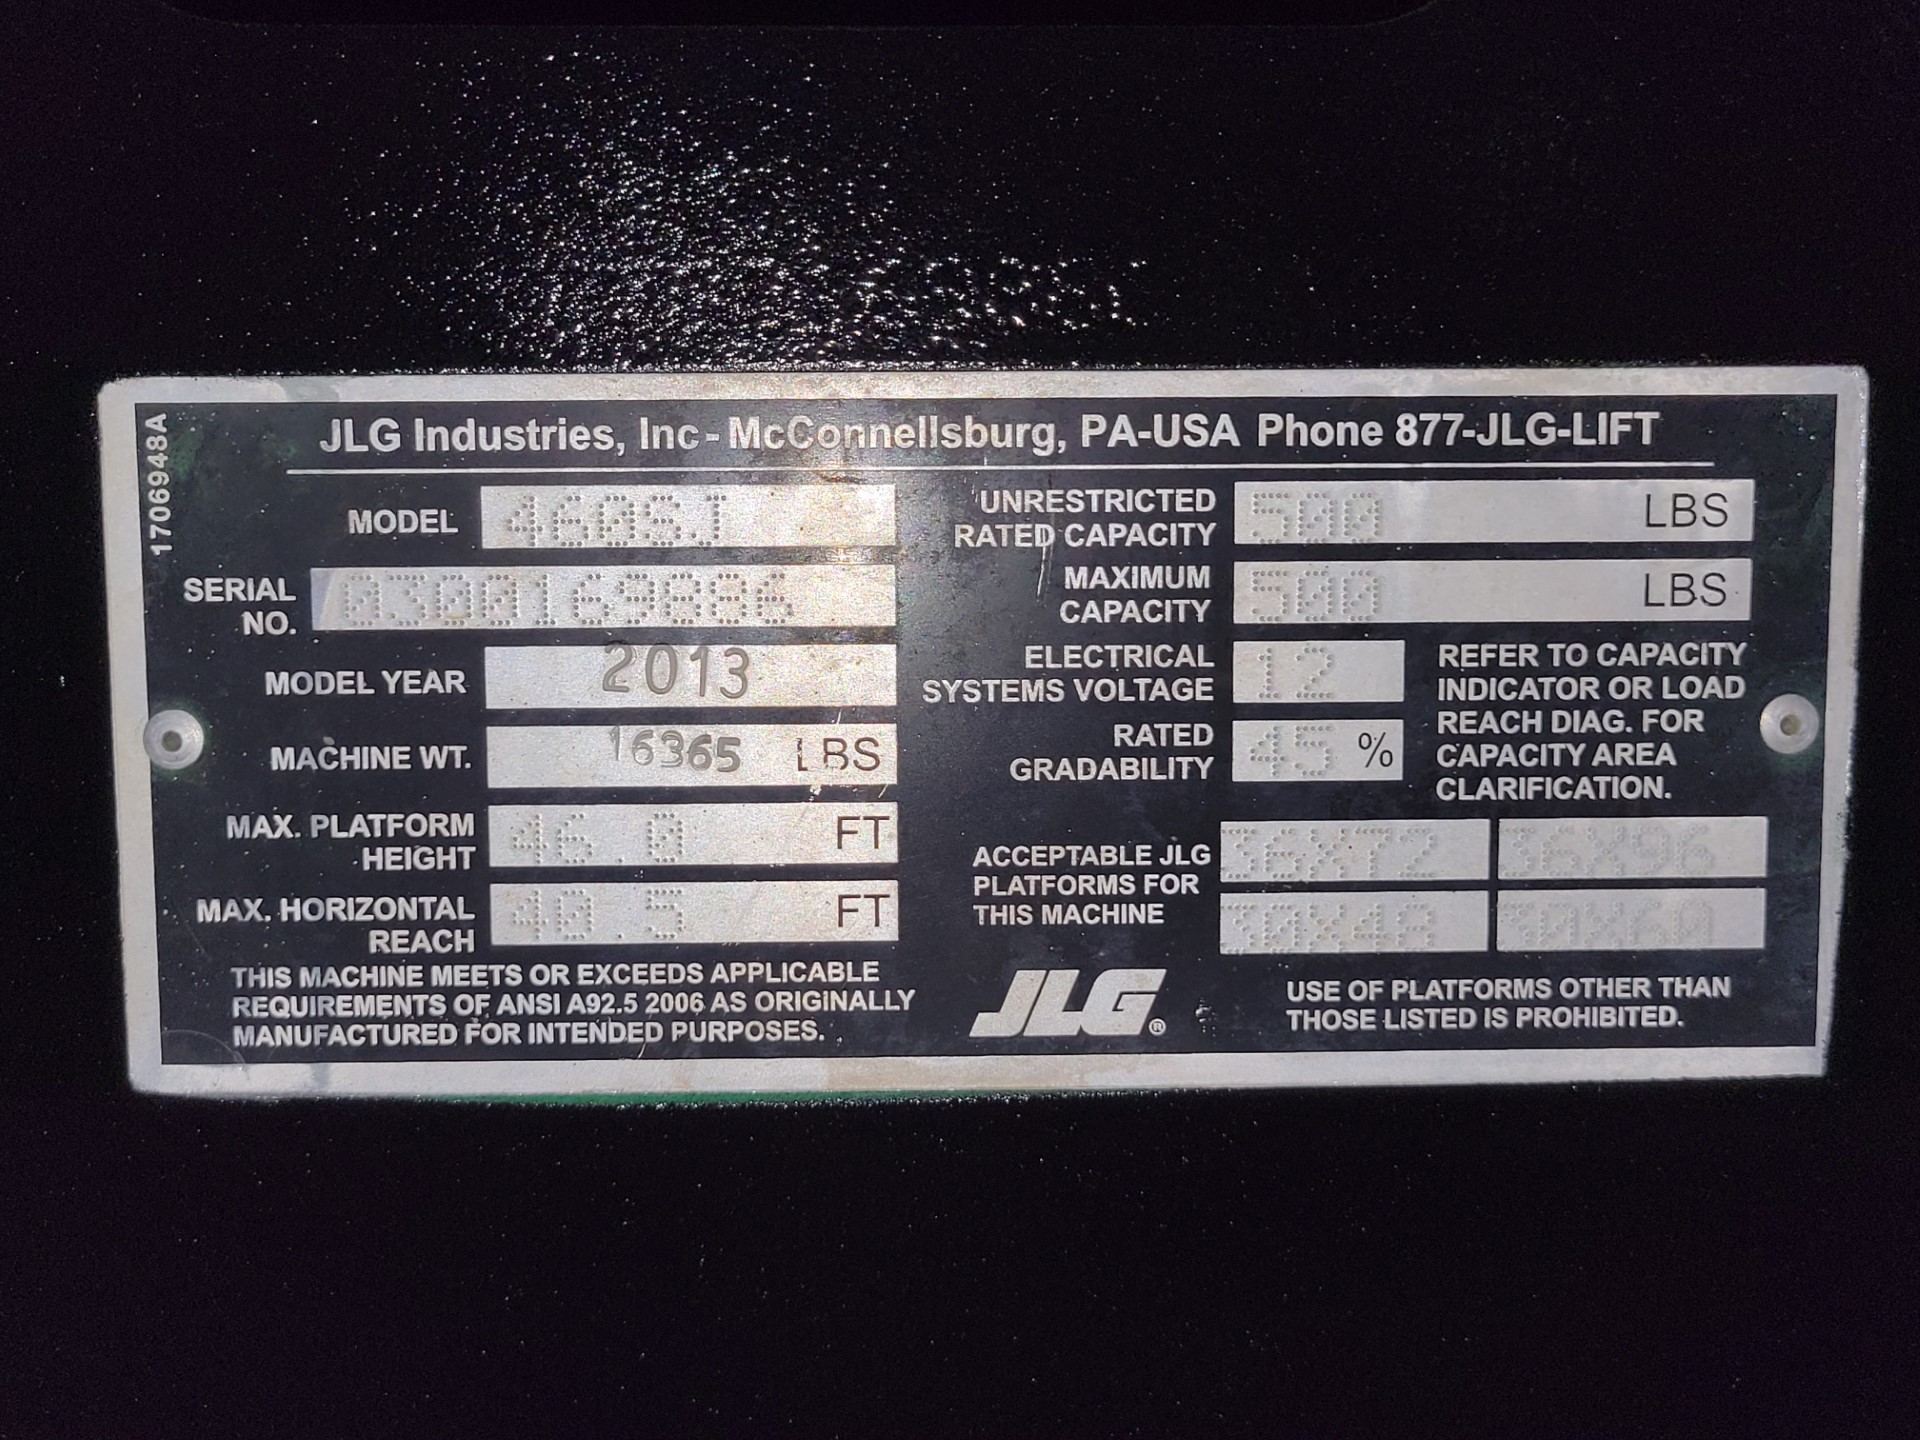 JLG Industries, Inc - McConnellsburg, PA-USA Phone 877-JLG-LIFT
1706948A
MODEL 460SJ
SERIAL NO. 0300169886
MODEL YEAR 2013
MACHINE WT. 16365 LBS
MAX. PLATFORM HEIGHT 46.0 FT
MAX. HORIZONTAL REACH 40.5 FT
THIS MACHINE MEETS OR EXCEEDS APPLICABLE
REQUIREMENTS OF ANSI A92.5 2006 AS ORIGINALLY
MANUFACTURED FOR INTENDED PURPOSES.
UNRESTRICTED RATED CAPACITY 500 LBS
MAXIMUM CAPACITY 500 LBS
ELECTRICAL SYSTEMS VOLTAGE 12
RATED GRADABILITY 45 %
REFER TO CAPACITY
INDICATOR OR LOAD
REACH DIAG. FOR
CAPACITY AREA
CLARIFICATION.
ACCEPTABLE JLG PLATFORMS FOR THIS MACHINE
36X72 36X96
30X48 30X60
JLG®
USE OF PLATFORMS OTHER THAN
THOSE LISTED IS PROHIBITED.